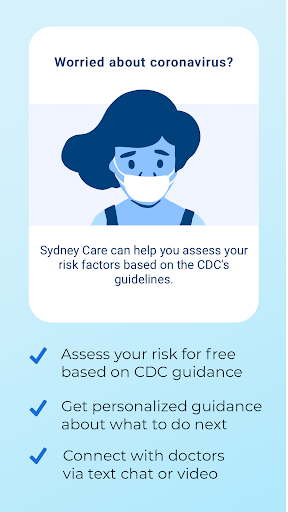 Worried about coronavirus?
Sydney Care can help you assess your
risk factors based on the CDC's
guidelines.
Assess your risk for free
based on CDC guidance
Get personalized guidance
about what to do next
Connect with doctors
via text chat or video